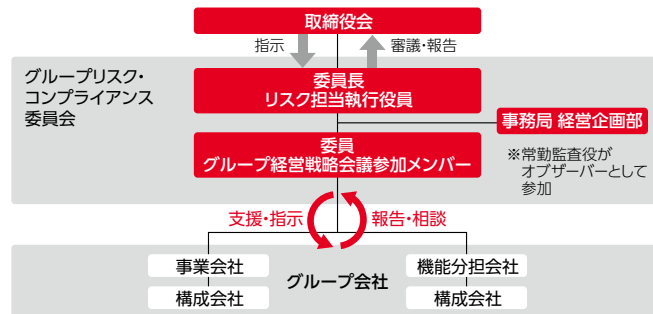 取締役会
指示
審議・報告
グループリスク・
コンプライアンス
委員会
委員長
リスク担当執行役員
事務局 経営企画部
委員
グループ経営戦略会議参加メンバー
※常勤監査役が
オブザーバーとして
参加
支援・指示
報告・相談
事業会社
構成会社
グループ会社
機能分担会社
構成会社